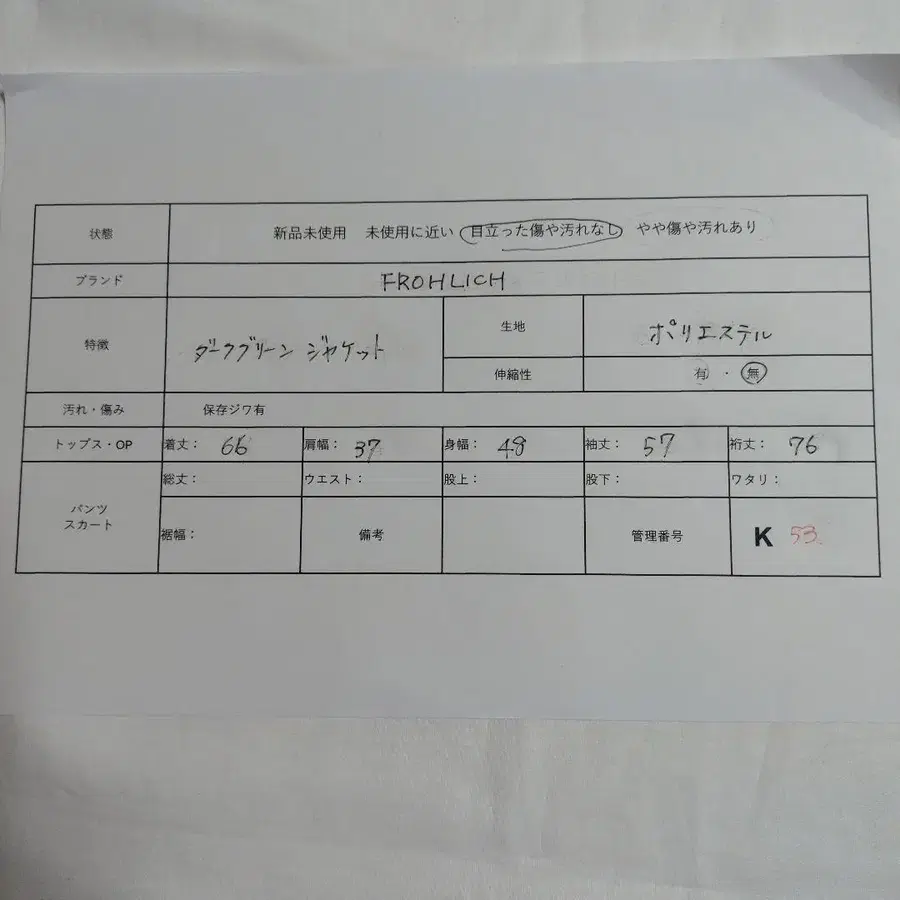 状態 新品未使用 未使用に近い 目立った傷や汚れなし やや傷や汚れあり
ブランド FROHLICH
特徴 ダークグリーン ジャケット 生地 ポリエステル
伸縮性 有 ・ 無
汚れ・傷み 保存ジワ有
トップス・OP 着丈： 66 肩幅： 37 身幅： 48 袖丈： 57 裄丈： 76
パンツ スカート 総丈： ウエスト： 股上： 股下： ワタリ：
裾幅： 備考 管理番号 K 53